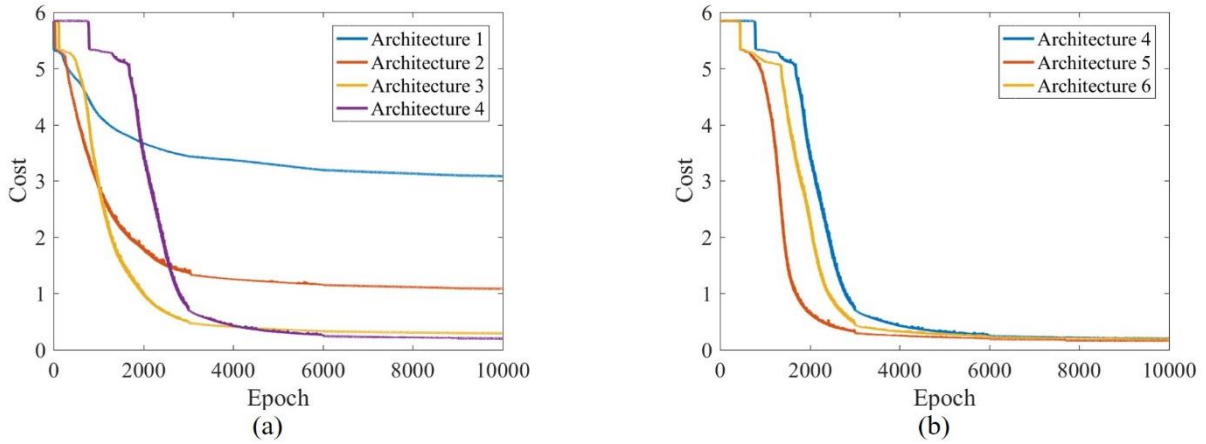 6
5
4
3
2
1
0
Cost
Architecture 1
Architecture 2
Architecture 3
Architecture 4
0 2000 4000 6000 8000 10000
Epoch
(a)
6
5
4
3
2
1
0
Cost
Architecture 4
Architecture 5
Architecture 6
0 2000 4000 6000 8000 10000
Epoch
(b)